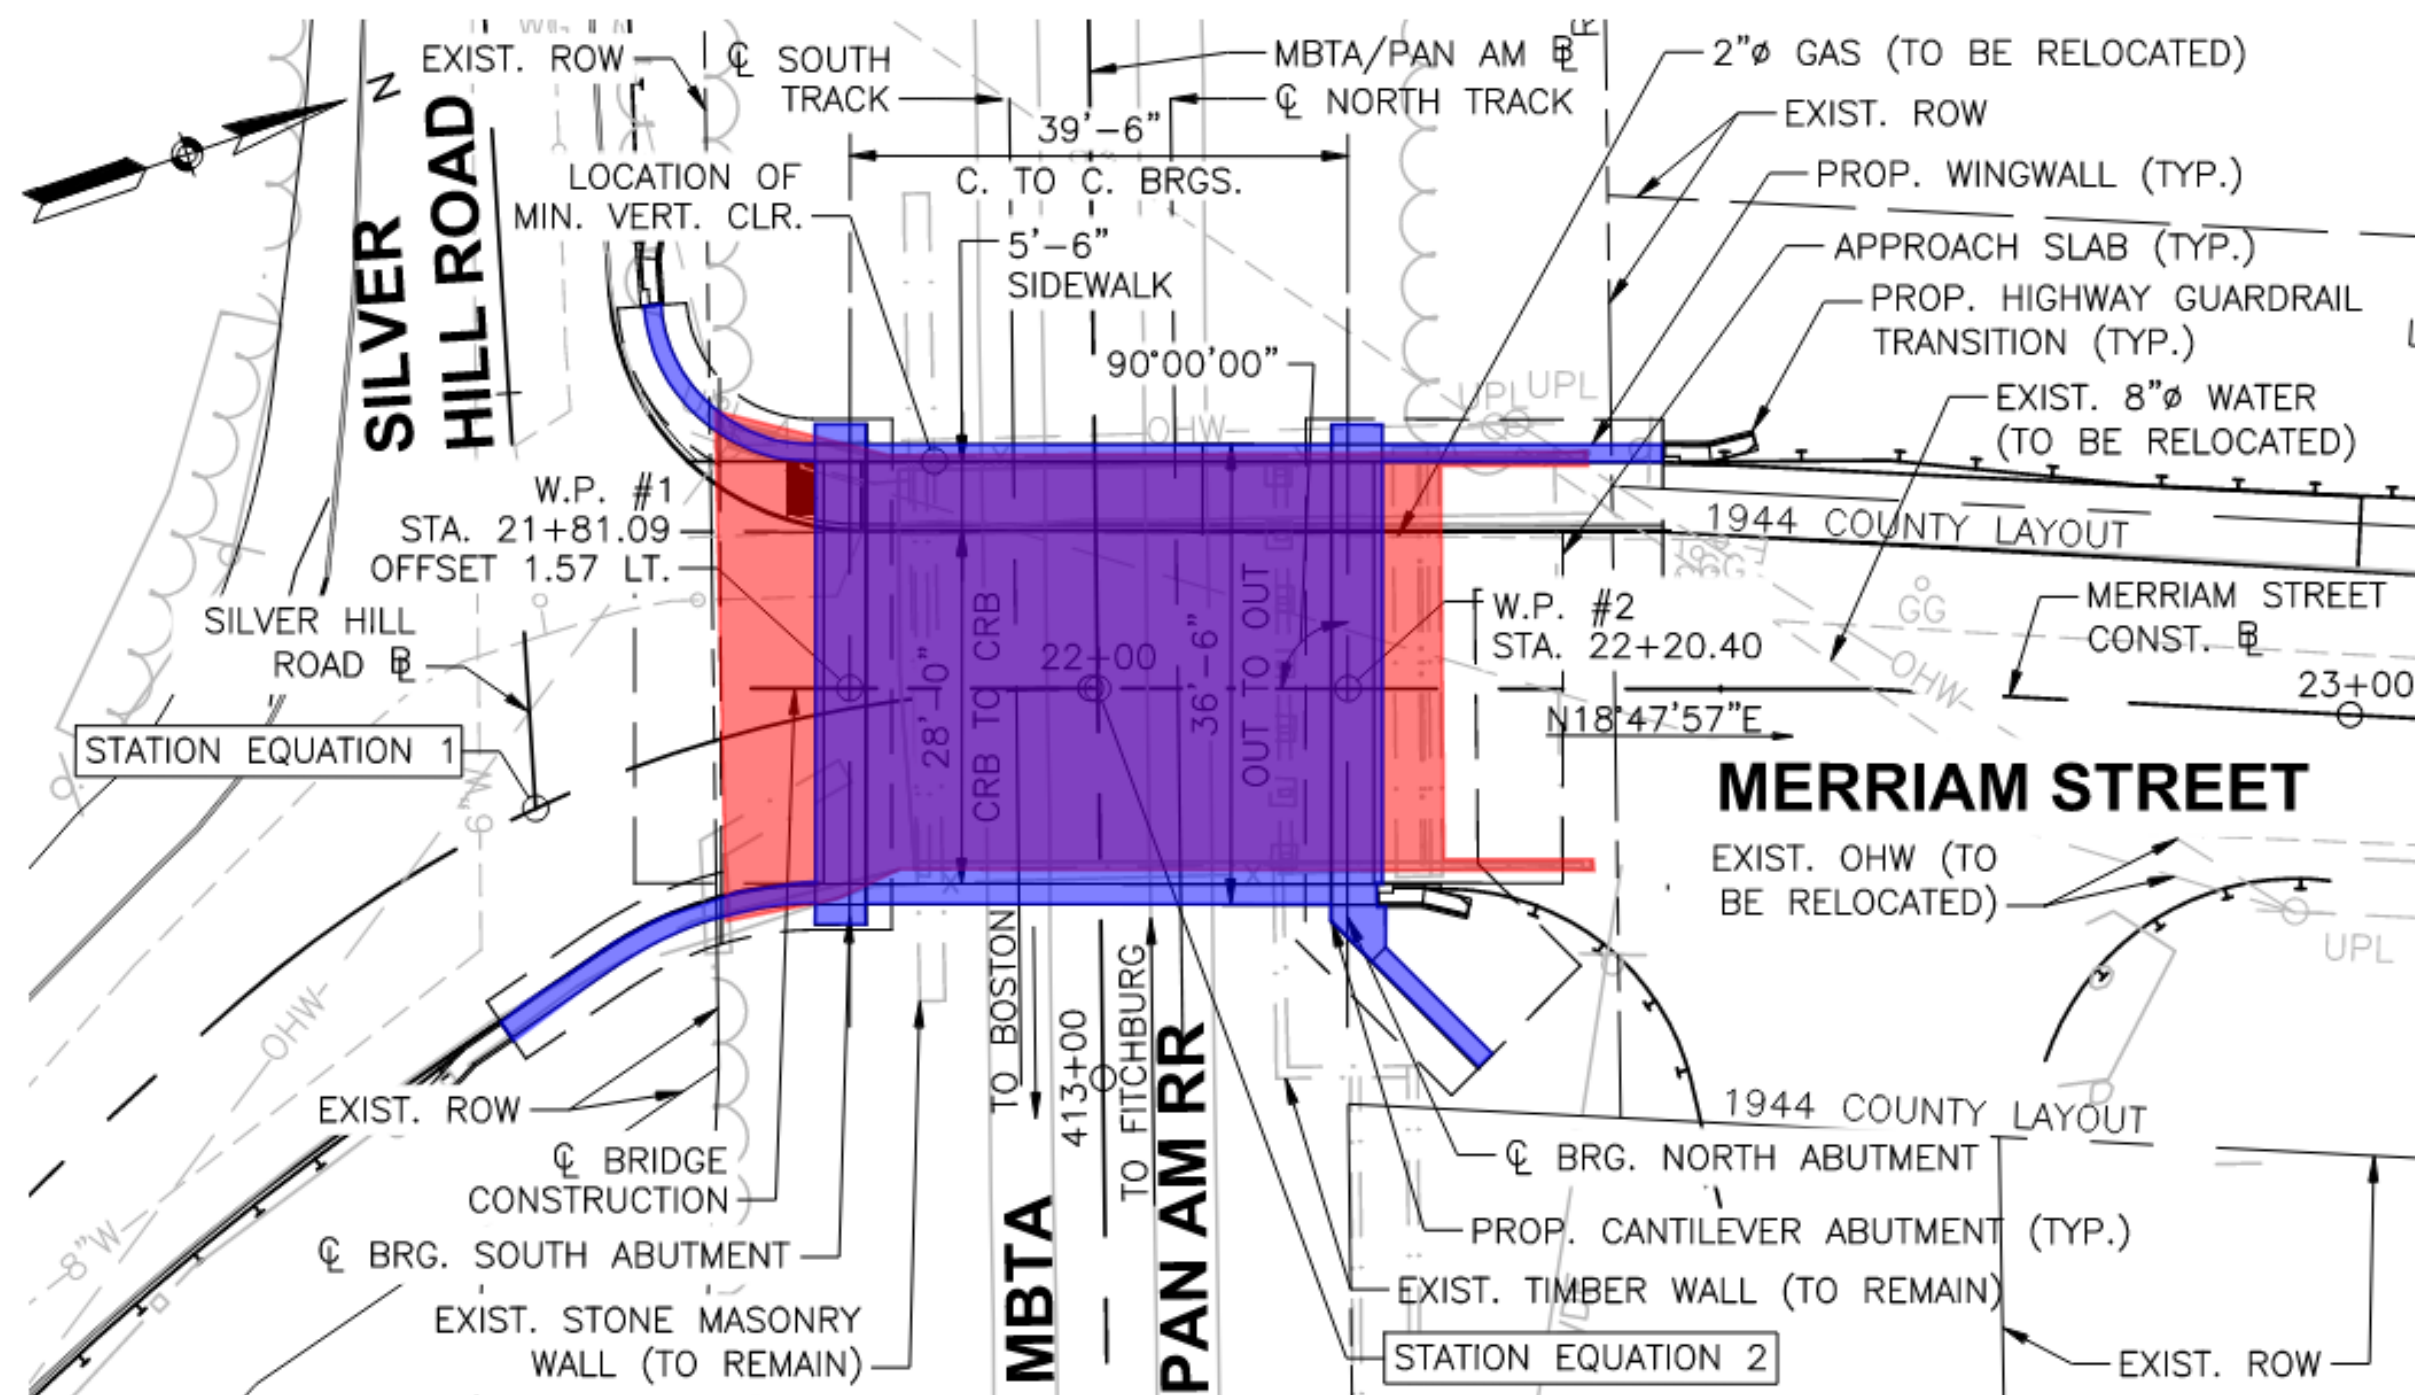 EXIST. ROW
℄ SOUTH
TRACK
MBTA/PAN AM ℄
℄ NORTH TRACK
39'-6"
C. TO C. BRGS.
2"ø GAS (TO BE RELOCATED)
EXIST. ROW
PROP. WINGWALL (TYP.)
APPROACH SLAB (TYP.)
PROP. HIGHWAY GUARDRAIL
TRANSITION (TYP.)
EXIST. 8"ø WATER
(TO BE RELOCATED)
N
SILVER
HILL ROAD
LOCATION OF
MIN. VERT. CLR.
5'-6"
SIDEWALK
90°00'00"
UPL
UPL
OHW
W.P. #1
STA. 21+81.09
OFFSET 1.57 LT.
1944 COUNTY LAYOUT
SILVER HILL
ROAD ℄
STATION EQUATION 1
28'-0"
CRB TO CRB
22+00
36'-6"
OUT TO OUT
W.P. #2
STA. 22+20.40
GG
MERRIAM STREET
CONST. ℄
OHW
23+00
N18°47'57"E
MERRIAM STREET
EXIST. OHW (TO
BE RELOCATED)
UPL
OHW
8"W
EXIST. ROW
℄ BRIDGE
CONSTRUCTION
℄ BRG. SOUTH ABUTMENT
EXIST. STONE MASONRY
WALL (TO REMAIN)
TO BOSTON
413+00
TO FITCHBURG
MBTA
PAN AM RR
1944 COUNTY LAYOUT
℄ BRG. NORTH ABUTMENT
PROP. CANTILEVER ABUTMENT (TYP.)
EXIST. TIMBER WALL (TO REMAIN)
STATION EQUATION 2
EXIST. ROW